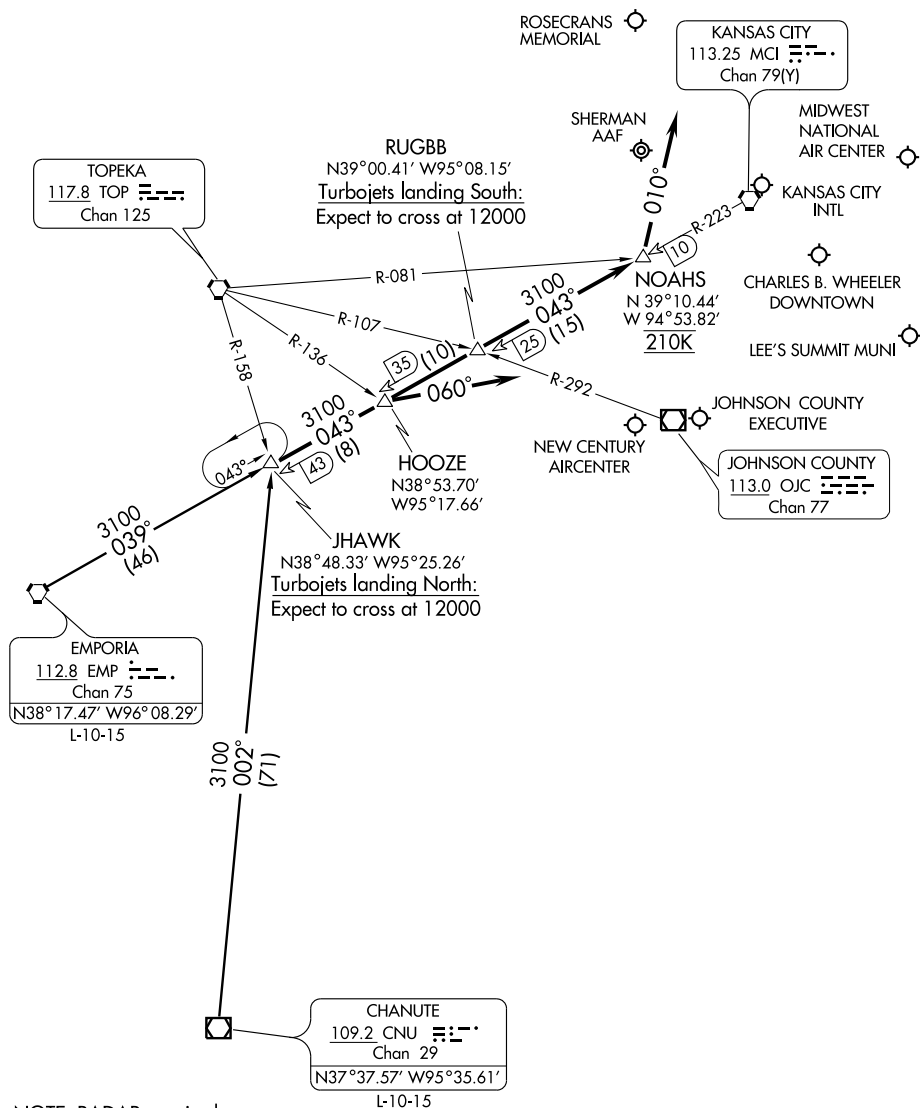 ROSECRANS
MEMORIAL
KANSAS CITY
113.25 MCI
Chan 79(Y)
SHERMAN
AAF
MIDWEST
NATIONAL
AIR CENTER
RUGBB
N39°00.41' W95°08.15'
Turbojets landing South:
Expect to cross at 12000
TOPEKA
117.8 TOP
Chan 125
010°
R-223
10
KANSAS CITY
INTL
R-081
NOAHS
N 39°10.44'
W 94°53.82'
210K
CHARLES B. WHEELER
DOWNTOWN
3100
043°
(15)
25
R-107
R-136
R-158
35
(10)
LEE'S SUMMIT MUNI
R-292
060°
3100
043°
(8)
43
043°
HOOZE
N38°53.70'
W95°17.66'
NEW CENTURY
AIRCENTER
JOHNSON COUNTY
EXECUTIVE
JOHNSON COUNTY
113.0 OJC
Chan 77
3100
039°
(46)
JHAWK
N38°48.33' W95°25.26'
Turbojets landing North:
Expect to cross at 12000
EMPORIA
112.8 EMP
Chan 75
N38°17.47' W96°08.29'
L-10-15
3100
002°
(71)
CHANUTE
109.2 CNU
Chan 29
N37°37.57' W95°35.61'
L-10-15